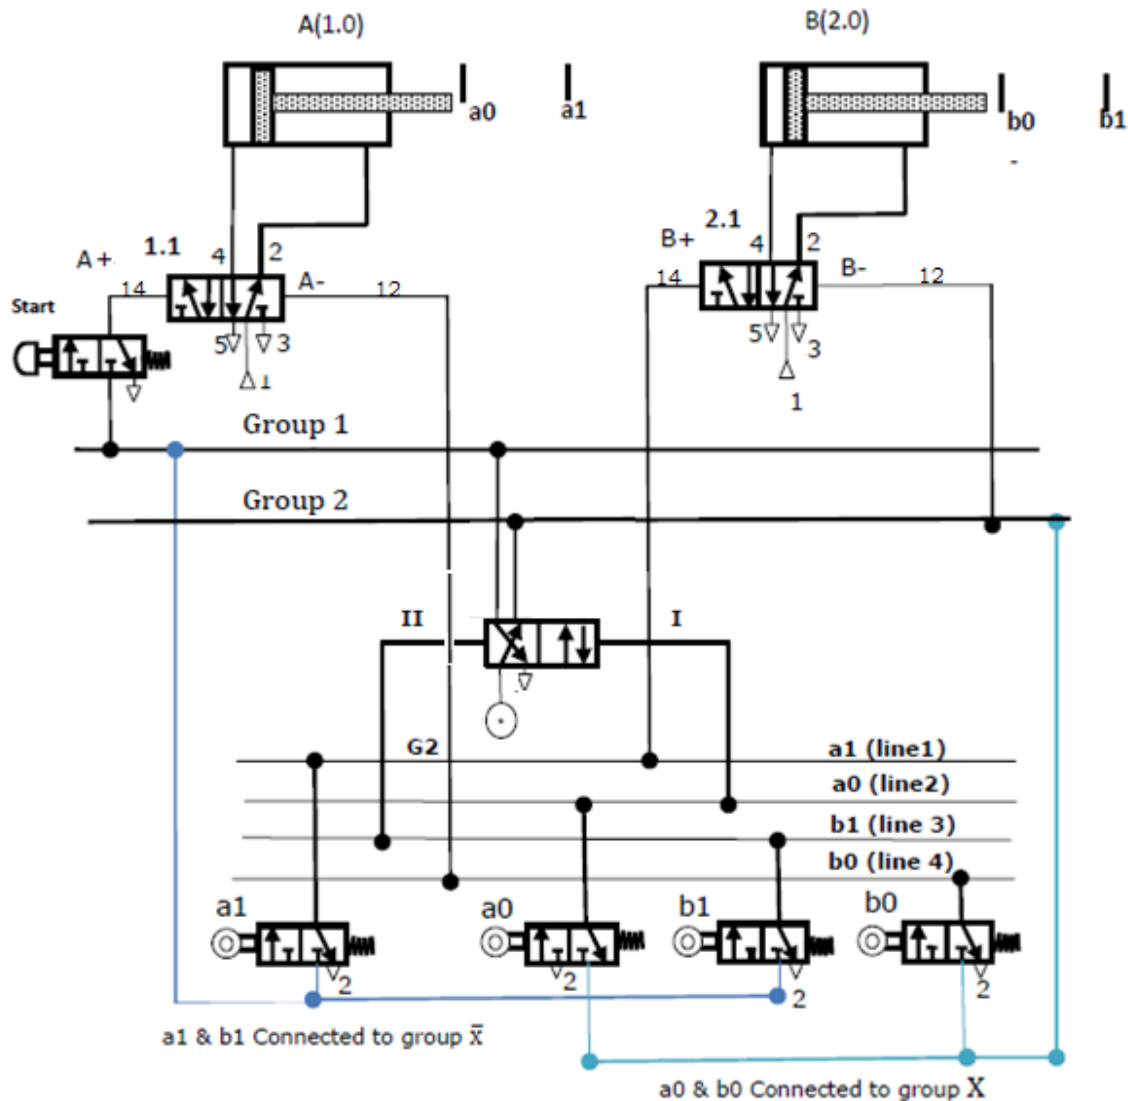 A(1.0)
B(2.0)
a0
a1
b0
b1
-
1.1
4
2
A+
A-
14
12
Start
5
3
1
2.1
B+
4
2
B-
14
12
5
3
1
Group 1
Group 2
II
I
G2
a1 (line1)
a0 (line2)
b1 (line 3)
b0 (line 4)
a1
a0
b1
b0
2
2
2
2
a1 & b1 Connected to group x̅
a0 & b0 Connected to group X